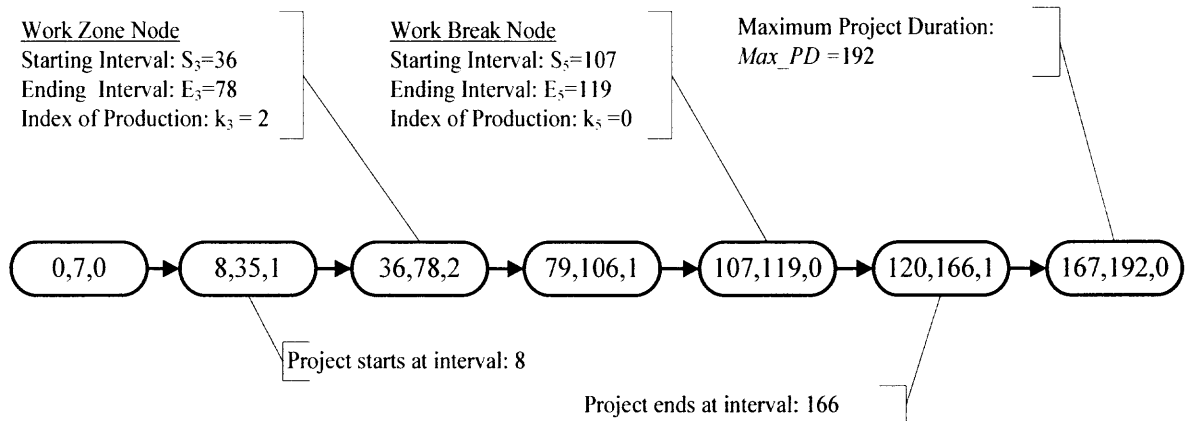 Work Zone Node
Starting Interval: S₃=36
Ending Interval: E₃=78
Index of Production: k₃ = 2
Work Break Node
Starting Interval: S₅=107
Ending Interval: E₅=119
Index of Production: k₅ =0
Maximum Project Duration:
Max_PD =192
0,7,0
8,35,1
36,78,2
79,106,1
107,119,0
120,166,1
167,192,0
Project starts at interval: 8
Project ends at interval: 166